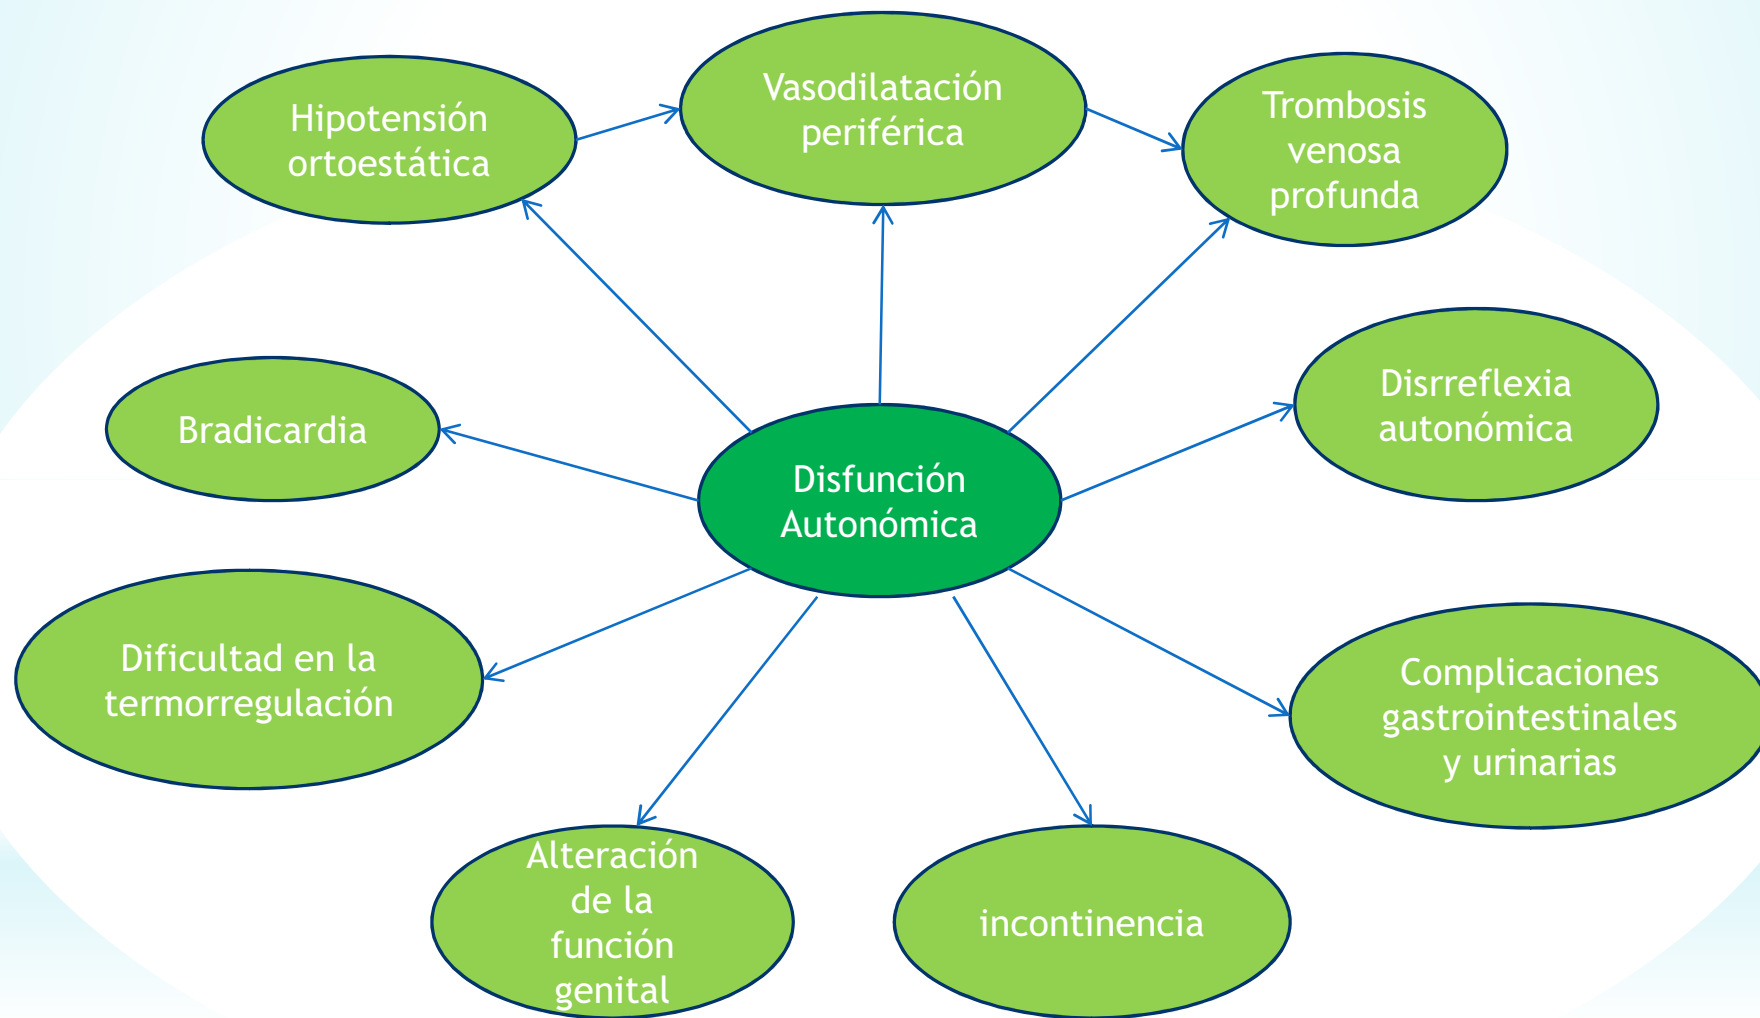 Hipotensión
ortoestática
Vasodilatación
periférica
Trombosis
venosa
profunda
Bradicardia
Disfunción
Autonómica
Disrreflexia
autonómica
Dificultad en la
termorregulación
Complicaciones
gastrointestinales
y urinarias
Alteración
de la
función
genital
incontinencia